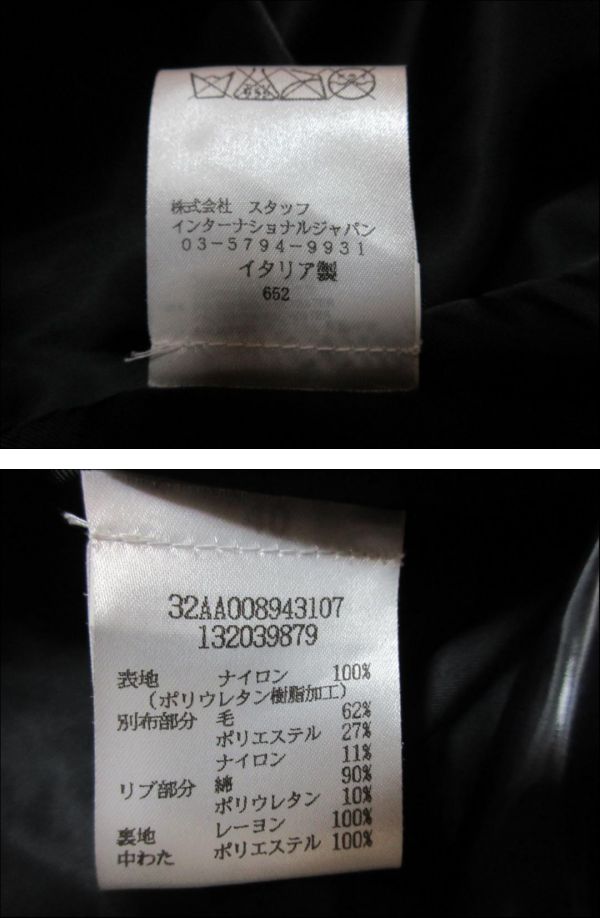 株式会社 スタッフ
インターナショナルジャパン
03-5794-9931
イタリア製
652
32AA008943107
132039879
表地 ナイロン 100%
(ポリウレタン樹脂加工)
別布部分 毛 62%
ポリエステル 27%
ナイロン 11%
リブ部分 綿 90%
ポリウレタン 10%
裏地 レーヨン 100%
中わた ポリエステル 100%